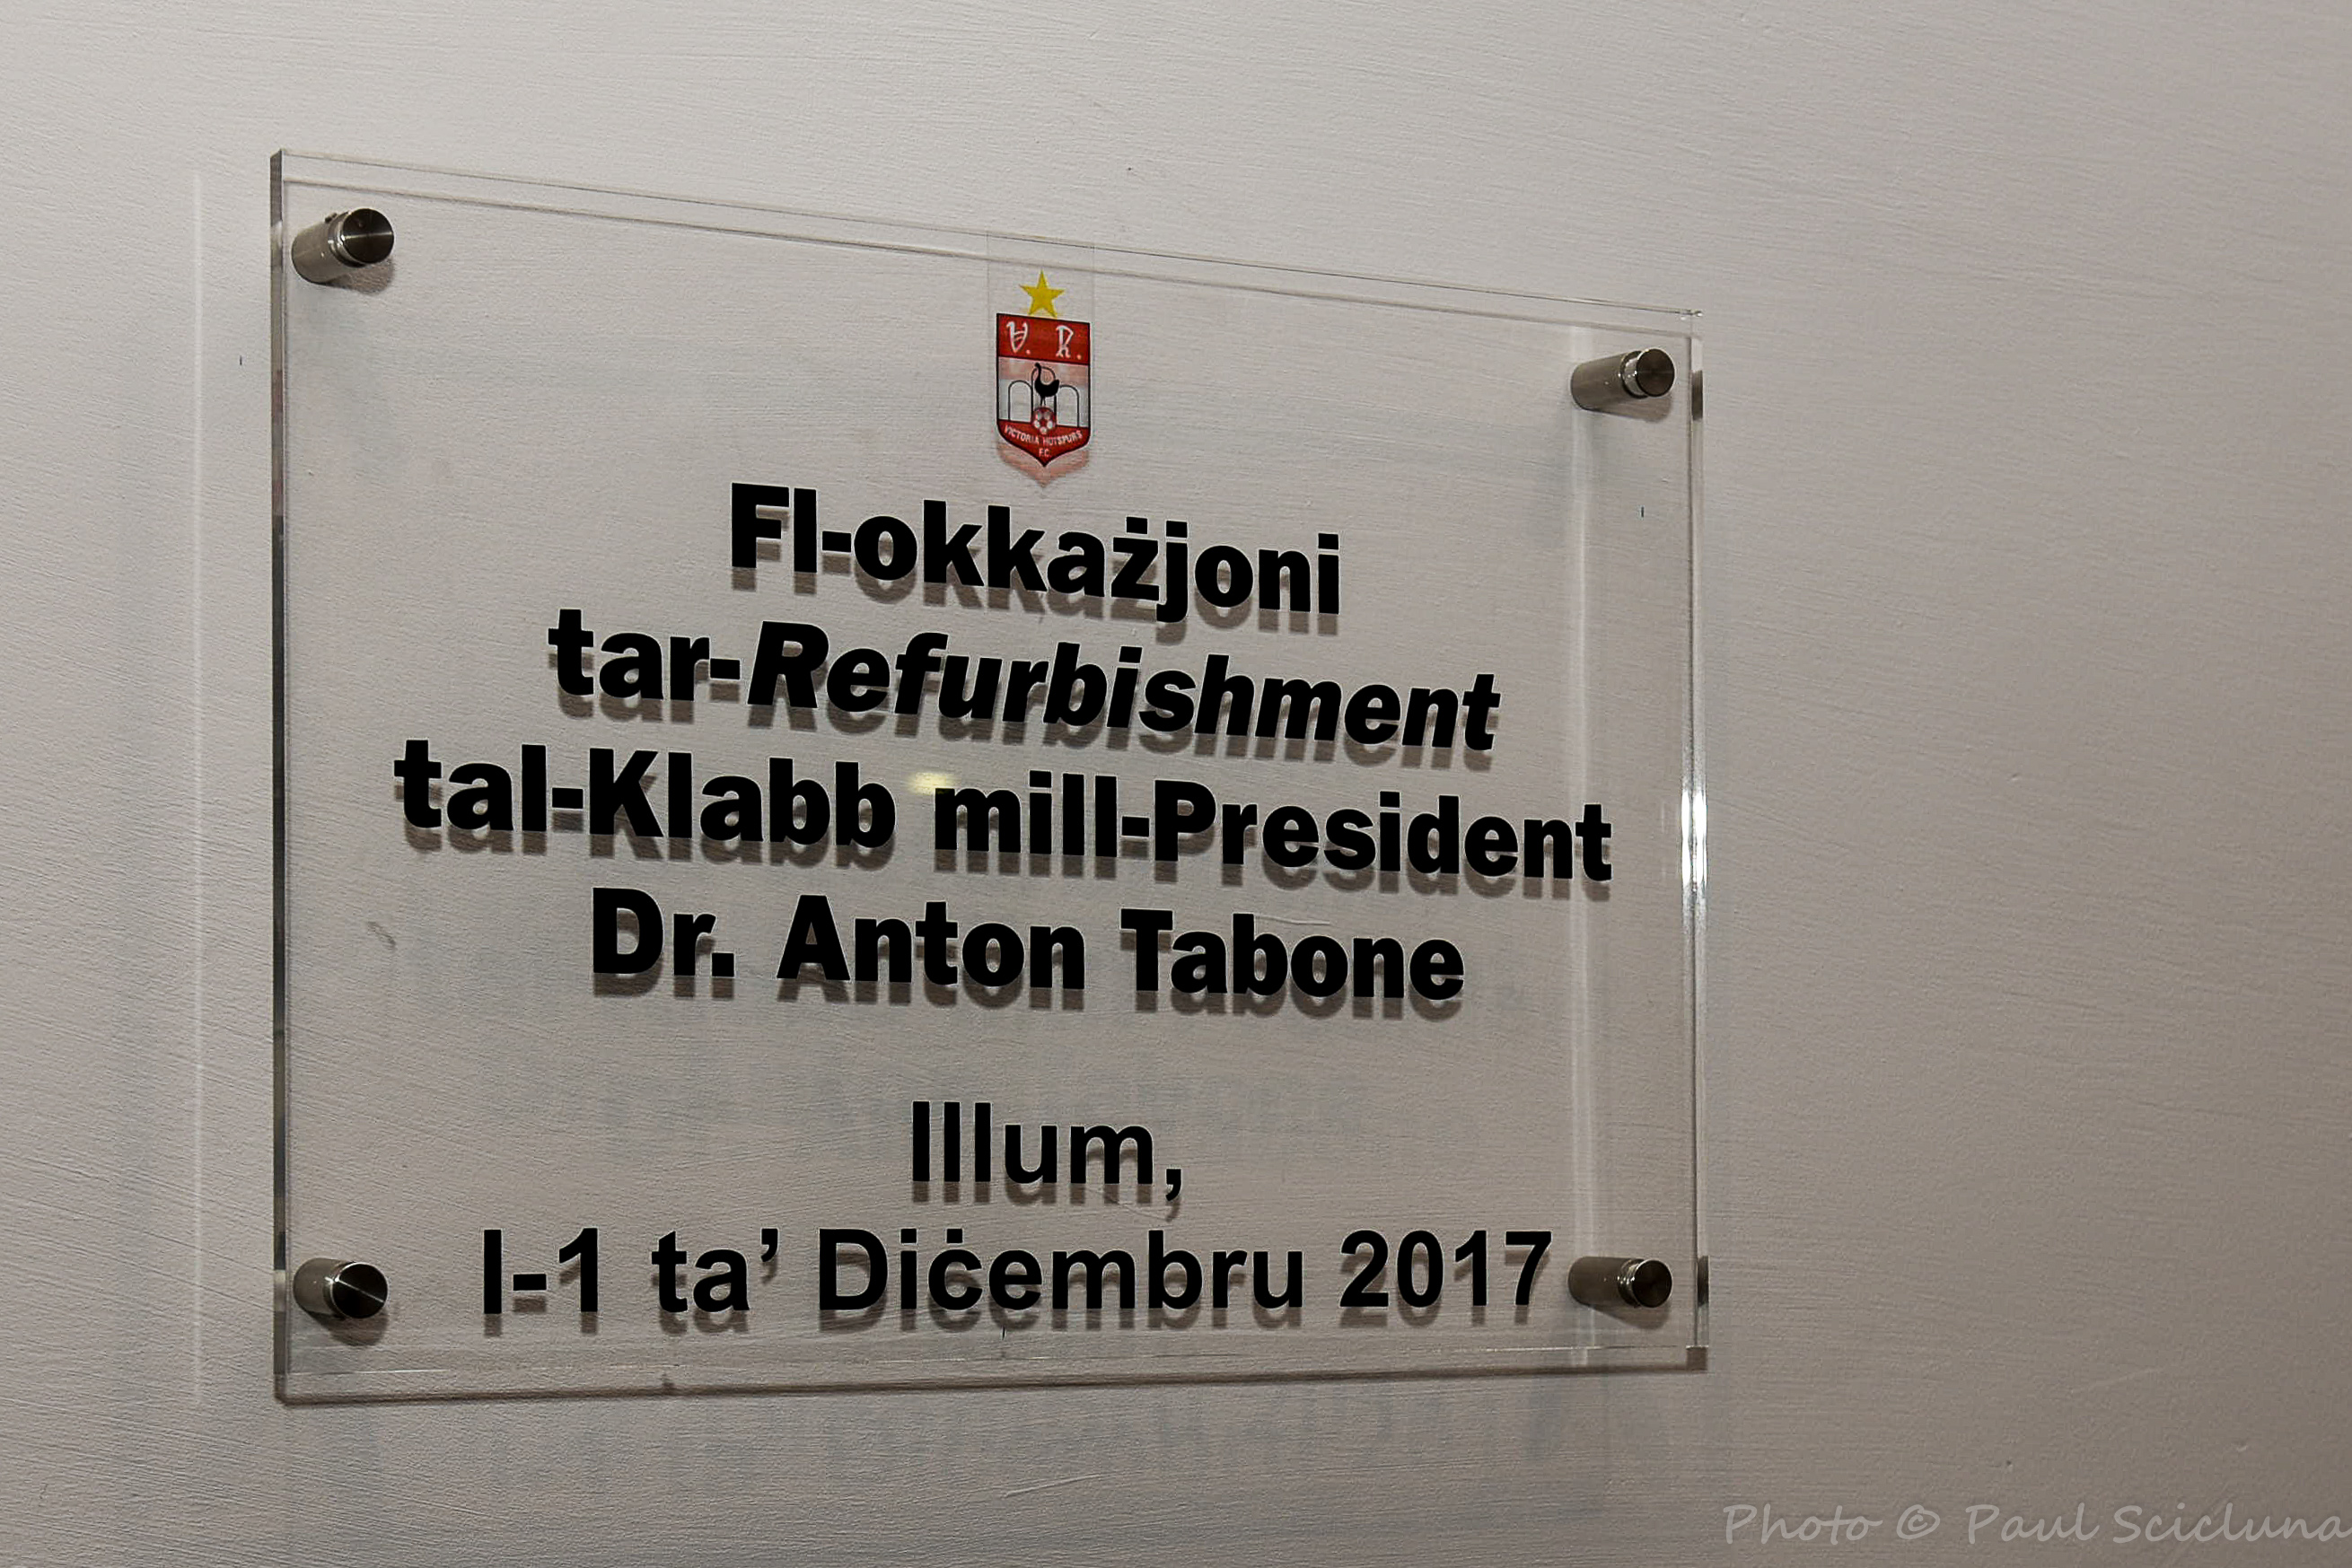 V. H.
VICTORIA HOTSPURS
F.C.
Fl-okkażjoni
tar-Refurbishment
tal-Klabb mill-President
Dr. Anton Tabone
Illum,
l-1 ta’ Diċembru 2017
Photo © Paul Scicluna